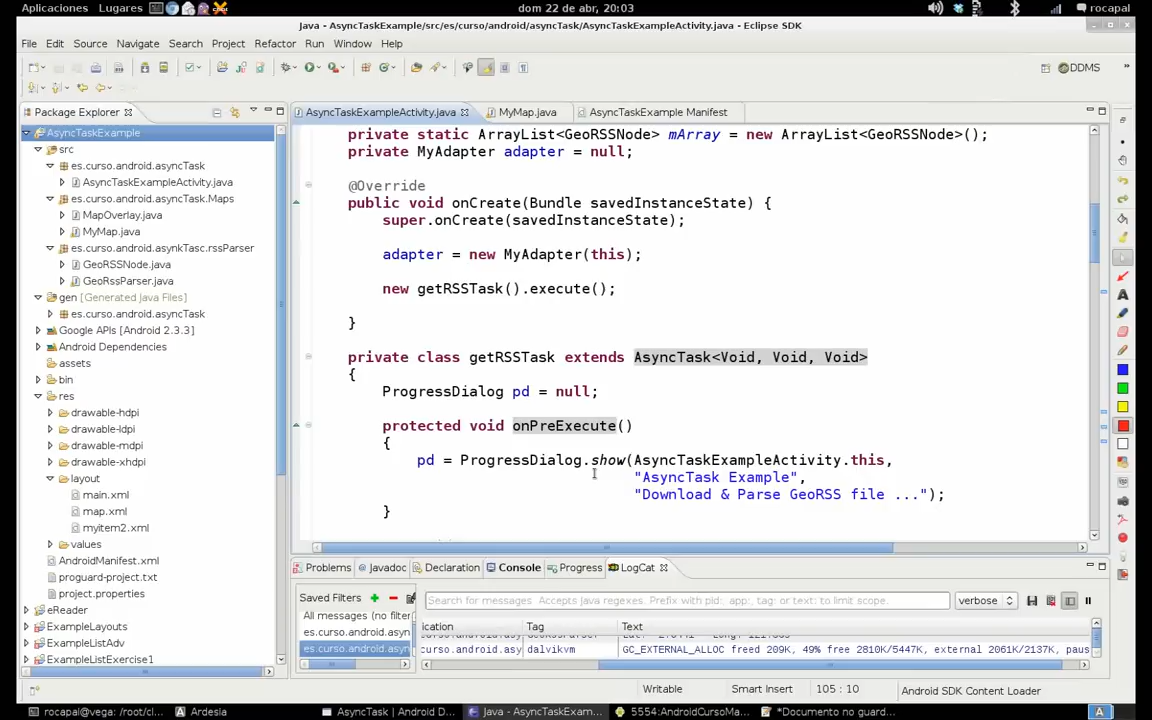 Aplicaciones Lugares dom 22 de abr, 20:03 rocapal
Java - AsyncTaskExample/src/es/curso/android/asyncTask/AsyncTaskExampleActivity.java - Eclipse SDK
File Edit Source Navigate Search Refactor Run Window Help Project
DDMS
Package Explorer
AsyncTaskExampleActivity.java MyMap.java AsyncTaskExample Manifest
AsyncTaskExample
src
es.curso.android.asyncTask
AsyncTaskExampleActivity.java
es.curso.android.asyncTask.Maps
MapOverlay.java
MyMap.java
es.curso.android.asynkTasc.rssParser
GeoRSSNode.java
GeoRssParser.java
gen [Generated Java Files]
es.curso.android.asyncTask
Google APIs [Android 2.3.3]
Android Dependencies
assets
bin
res
drawable-hdpi
drawable-ldpi
drawable-mdpi
drawable-xhdpi
layout
main.xml
map.xml
myitem2.xml
values
AndroidManifest.xml
proguard-project.txt
project.properties
eReader
ExampleLayouts
ExampleListAdv
ExampleListExercise1
private static ArrayList<GeoRSSNode> mArray = new ArrayList<GeoRSSNode>();
private MyAdapter adapter = null;
@Override
public void onCreate(Bundle savedInstanceState) {
super.onCreate(savedInstanceState);
adapter = new MyAdapter(this);
new getRSSTask().execute();
}
private class getRSSTask extends AsyncTask<Void, Void, Void>
{
ProgressDialog pd = null;
protected void onPreExecute()
{
pd = ProgressDialog.show(AsyncTaskExampleActivity.this,
"AsyncTask Example",
"Download & Parse GeoRSS file ...");
}
Problems Javadoc Declaration Console Progress LogCat
Saved Filters
Search for messages. Accepts Java regexes. Prefix with pid:, app:, tag: or text: to limit scope.
verbose
All messages (no filter
es.curso.android.asyn
es.curso.android.asyn
ication Tag Text
curso.android.asy dalvikvm GC_EXTERNAL_ALLOC freed 209K, 49% free 2810K/5447K, external 2061K/2137K, paus
Writable Smart Insert 105 : 10 Android SDK Content Loader
rocapal@vega: /root/ci... Ardesia AsyncTask | Android D... Java - AsyncTaskExam... 5554:AndroidCursoMa... *Documento no guard...